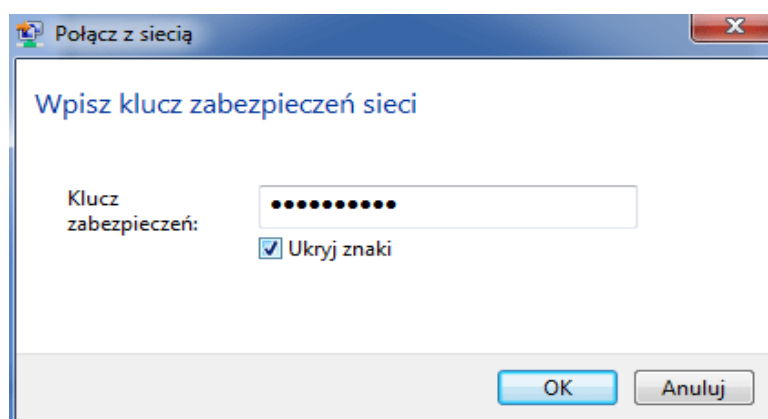 Połącz z siecią
Wpisz klucz zabezpieczeń sieci
Klucz
zabezpieczeń:
●●●●●●●●●●
Ukryj znaki
OK
Anuluj